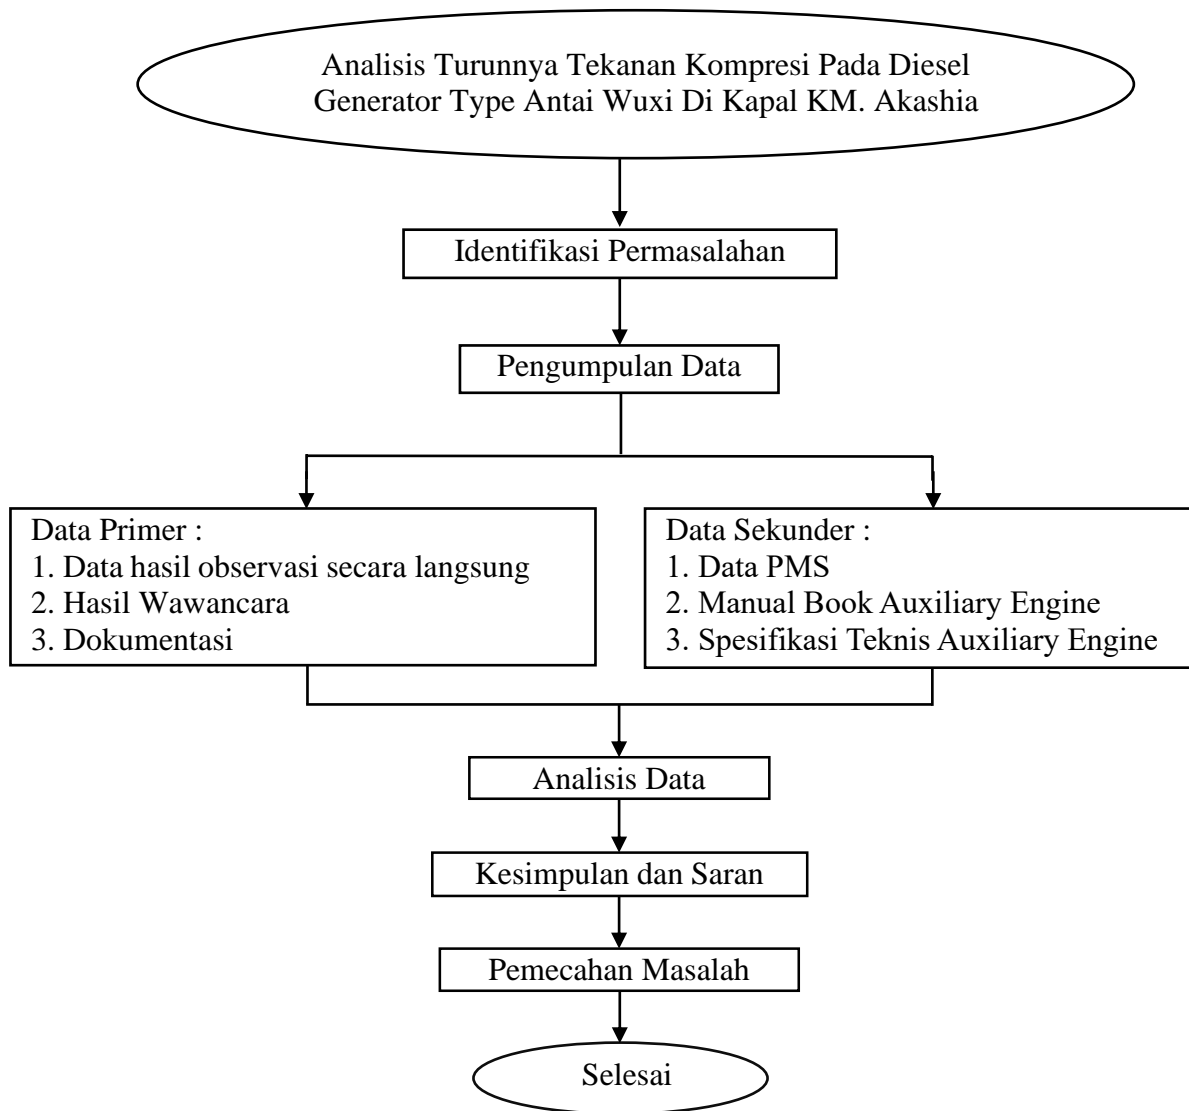 Analisis Turunnya Tekanan Kompresi Pada Diesel
Generator Type Antai Wuxi Di Kapal KM. Akashia
Identifikasi Permasalahan
Pengumpulan Data
Data Primer :
1. Data hasil observasi secara langsung
2. Hasil Wawancara
3. Dokumentasi
Data Sekunder :
1. Data PMS
2. Manual Book Auxiliary Engine
3. Spesifikasi Teknis Auxiliary Engine
Analisis Data
Kesimpulan dan Saran
Pemecahan Masalah
Selesai